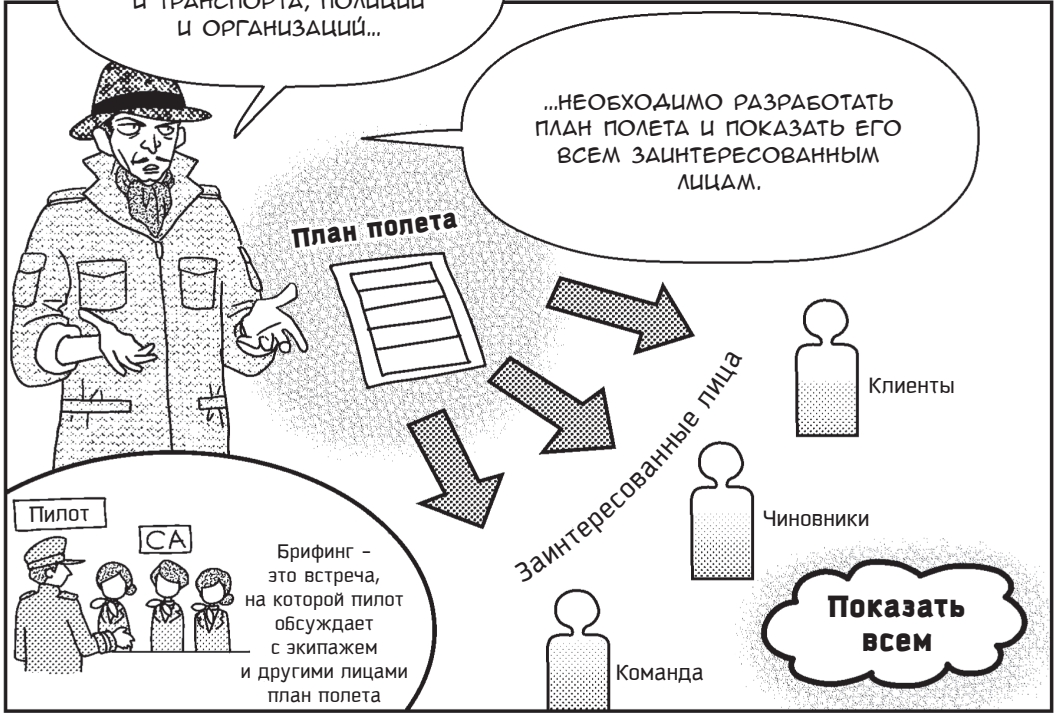 И ТРАНСПОРТА, ПОЛИЦИИ
И ОРГАНИЗАЦИЙ...
...НЕОБХОДИМО РАЗРАБОТАТЬ
ПЛАН ПОЛЕТА И ПОКАЗАТЬ ЕГО
ВСЕМ ЗАИНТЕРЕСОВАННЫМ
ЛИЦАМ.
План полета
Заинтересованные лица
Клиенты
Чиновники
Команда
Показать
всем
Пилот
СА
Брифинг –
это встреча,
на которой пилот
обсуждает
с экипажем
и другими лицами
план полета